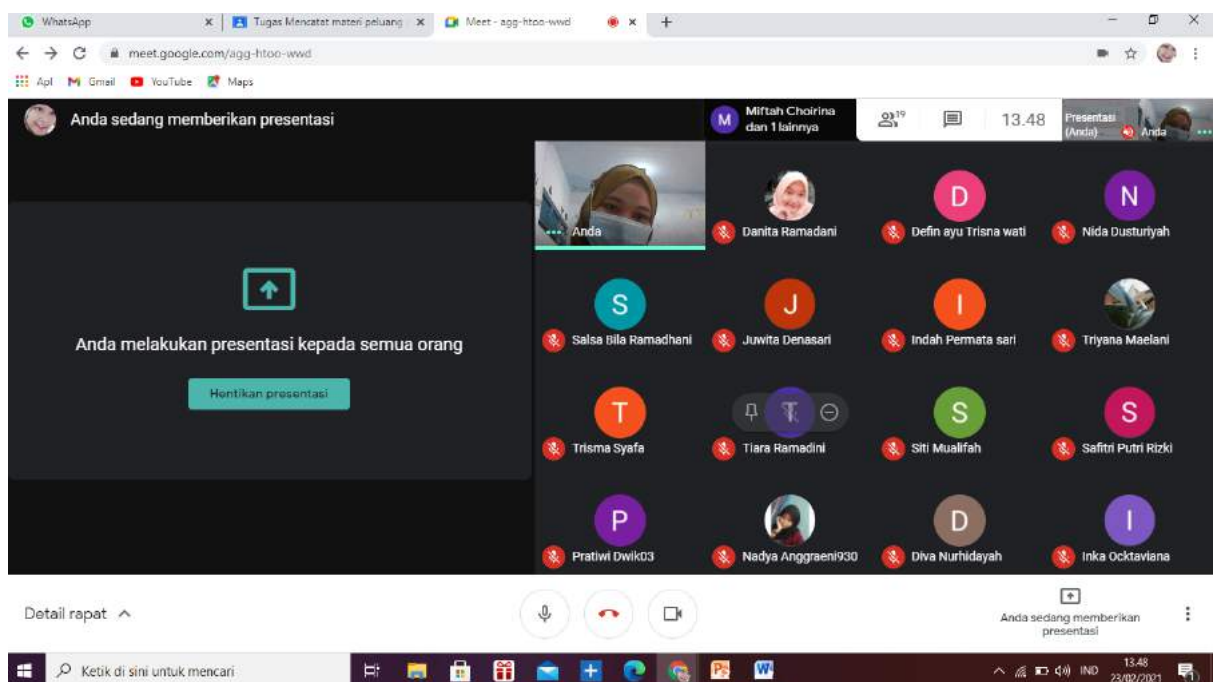 WhatsApp
Tugas Mencatat materi peluang
Meet - agg-htoo-wwd
meet.google.com/agg-htoo-wwd
Apl Gmail YouTube Maps
Anda sedang memberikan presentasi
M
Miftah Choirina
dan 1 lainnya
19
13.48
Presentasi
(Anda)
Anda
Anda
Danita Ramadani
D
Defin ayu Trisna wati
N
Nida Dusturiyah
Anda melakukan presentasi kepada semua orang
Hentikan presentasi
S
Salsa Bila Ramadhani
J
Juwita Denasari
I
Indah Permata sari
Triyana Maelani
T
Trisma Syafa
T
Tiara Ramadini
S
Siti Mualifah
S
Safitri Putri Rizki
P
Pratiwi Dwik03
Nadya Anggraeni930
D
Diva Nurhidayah
I
Inka Ocktaviana
Detail rapat
Anda sedang memberikan
presentasi
Ketik di sini untuk mencari
IND
13.48
23/02/2021